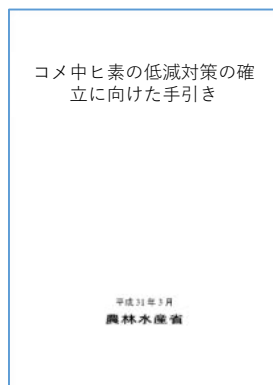 コメ中ヒ素の低減対策の確
立に向けた手引き
平成31年3月
農林水産省